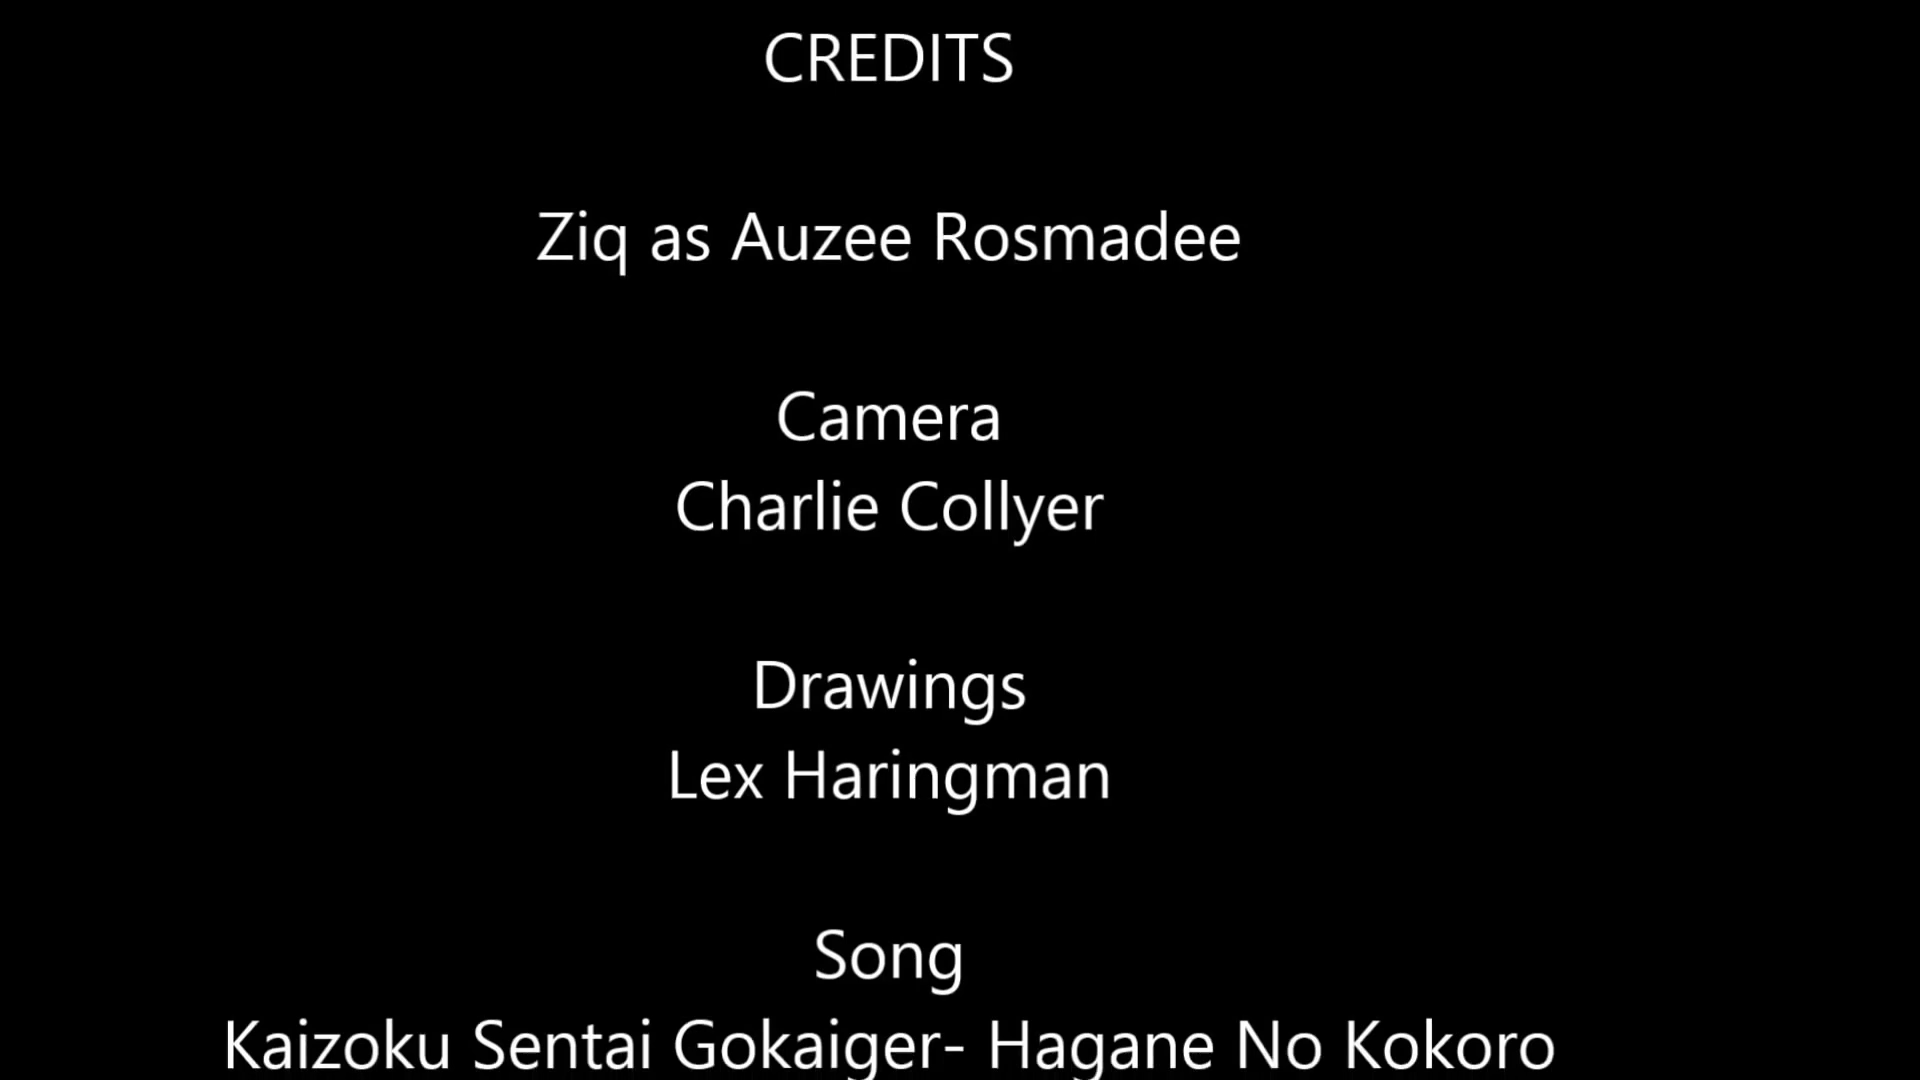 CREDITS
Ziq as Auzee Rosmadee
Camera
Charlie Collyer
Drawings
Lex Haringman
Song
Kaizoku Sentai Gokaiger- Hagane No Kokoro